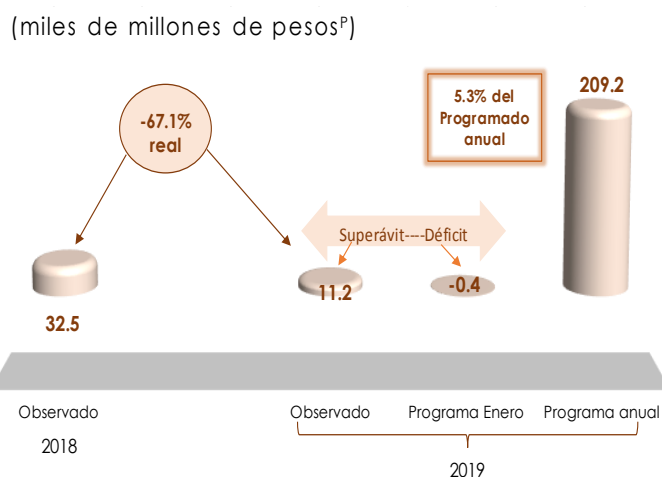 (miles de millones de pesosᴾ)
209.2
5.3% del
Programado
anual
-67.1%
real
Superávit----Déficit
11.2
-0.4
32.5
Observado
Observado
Programa Enero
Programa anual
2018
2019